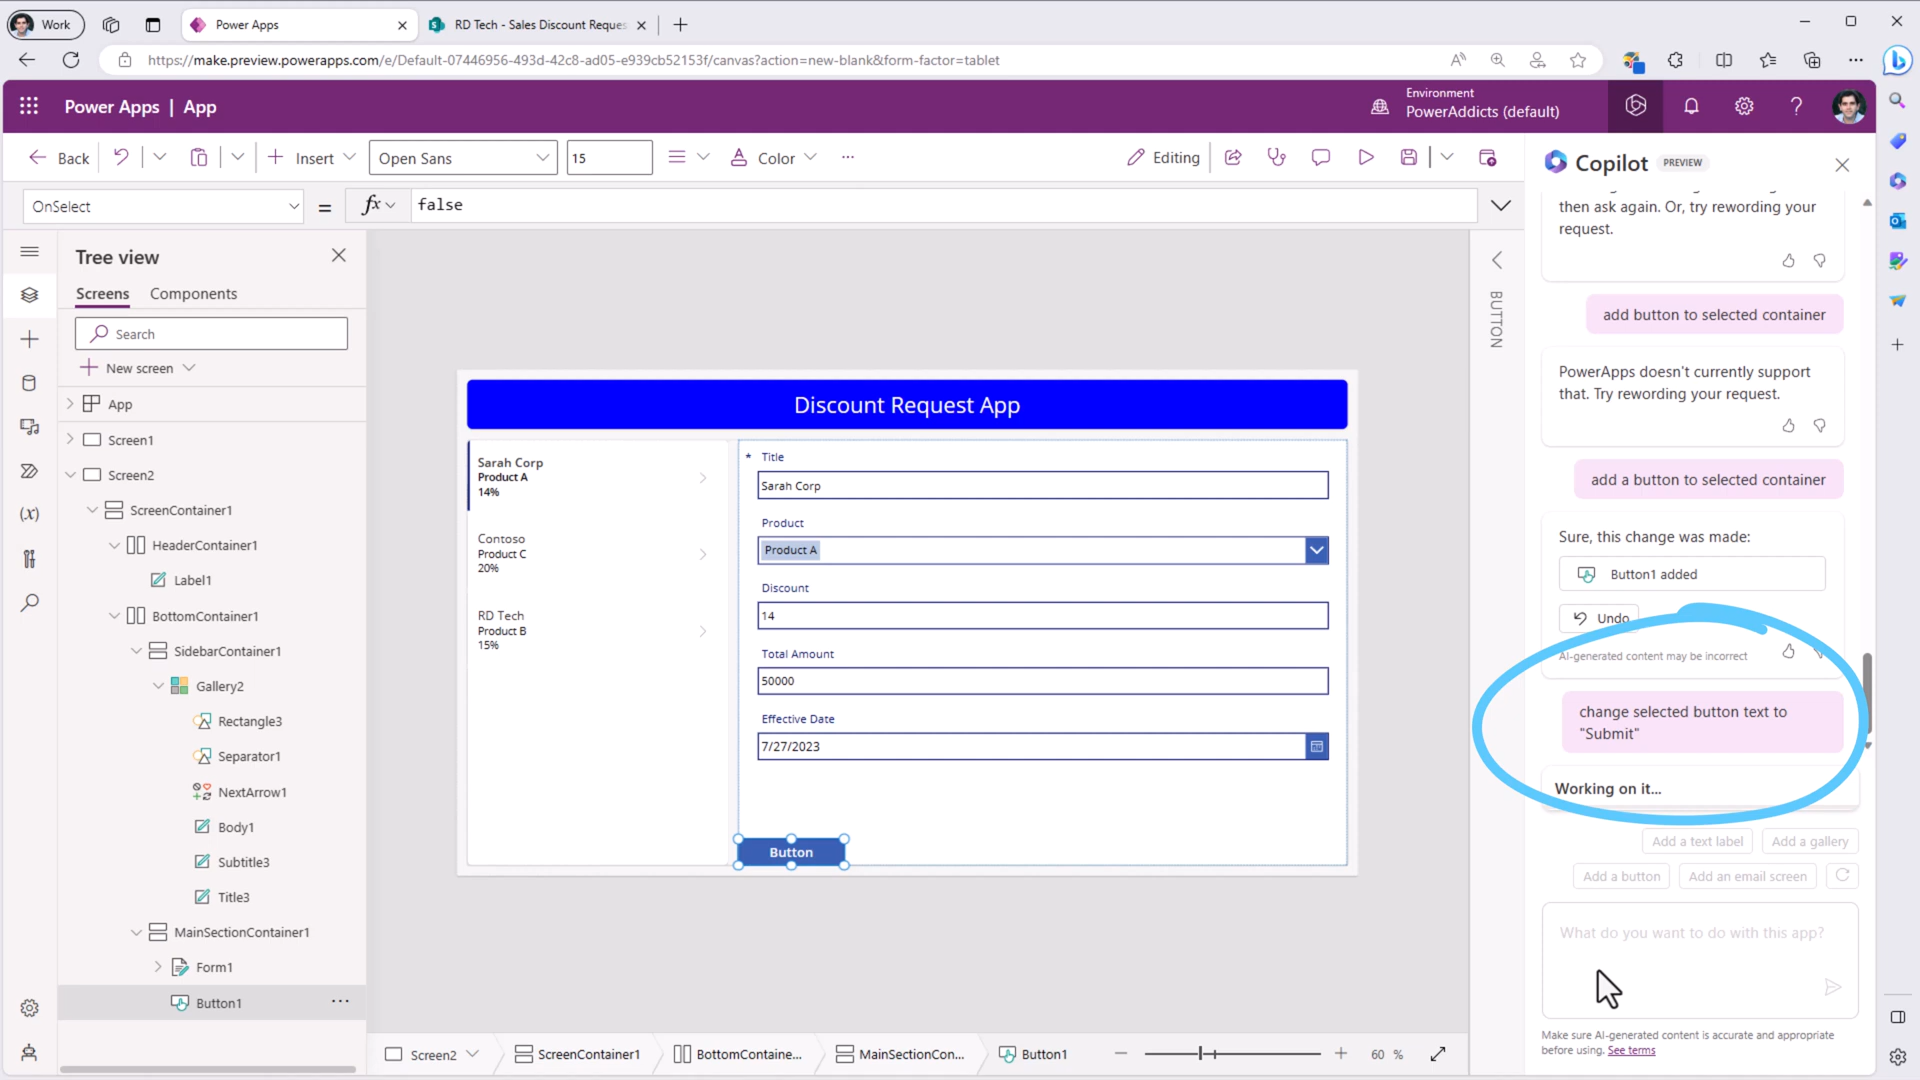 Work
Power Apps
RD Tech - Sales Discount Reques
https://make.preview.powerapps.com/e/Default-07446956-493d-42c8-ad05-e939cb52153f/canvas?action=new-blank&form-factor=tablet
Power Apps | App
Environment
PowerAddicts (default)
Back
Insert
Open Sans
15
Color
Editing
OnSelect
=
fx
false
Tree view
Screens
Components
Search
New screen
App
Screen1
Screen2
ScreenContainer1
HeaderContainer1
Label1
BottomContainer1
SidebarContainer1
Gallery2
Rectangle3
Separator1
NextArrow1
Body1
Subtitle3
Title3
MainSectionContainer1
Form1
Button1
Discount Request App
Sarah Corp
Product A
14%
Contoso
Product C
20%
RD Tech
Product B
15%
* Title
Sarah Corp
Product
Product A
Discount
14
Total Amount
50000
Effective Date
7/27/2023
Button
BUTTON
Screen2
ScreenContainer1
BottomContaine...
MainSectionCon...
Button1
60 %
Copilot PREVIEW
then ask again. Or, try rewording your
request.
add button to selected container
PowerApps doesn't currently support
that. Try rewording your request.
add a button to selected container
Sure, this change was made:
Button1 added
Undo
AI-generated content may be incorrect
change selected button text to
"Submit"
Working on it...
Add a text label
Add a gallery
Add a button
Add an email screen
What do you want to do with this app?
Make sure AI-generated content is accurate and appropriate
before using. See terms